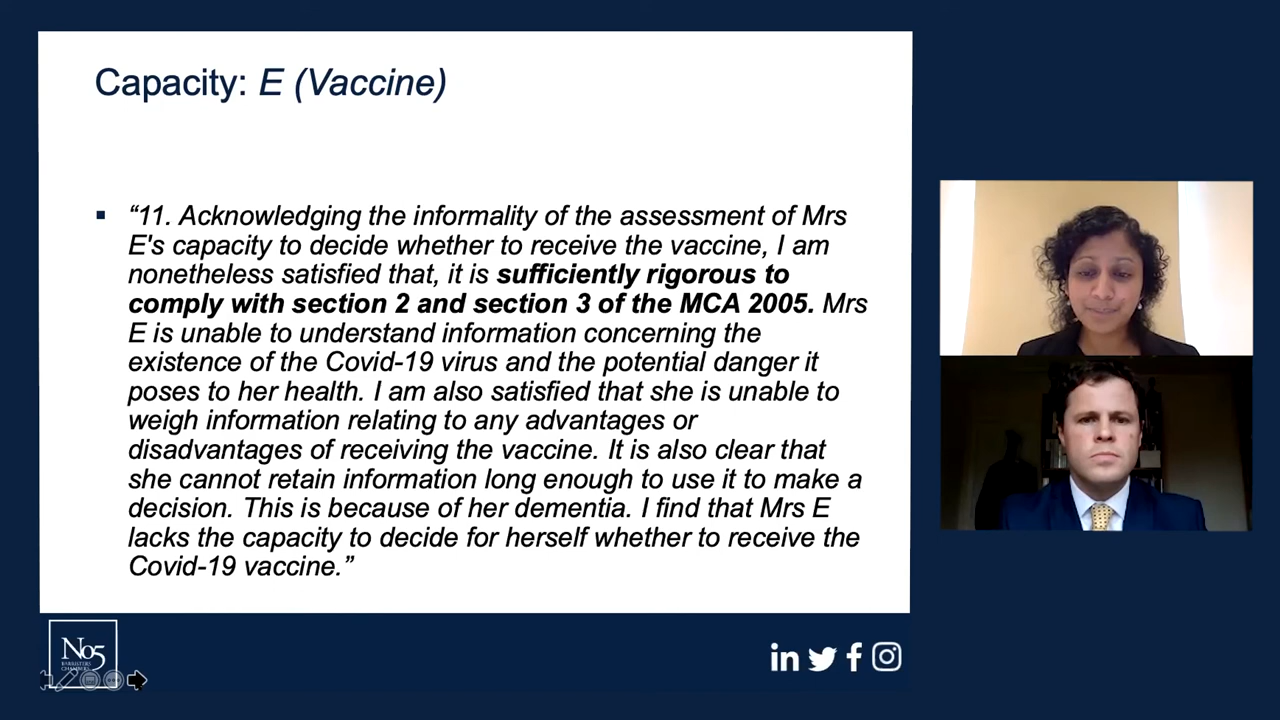 Capacity: E (Vaccine)
▪ “11. Acknowledging the informality of the assessment of Mrs
E's capacity to decide whether to receive the vaccine, I am
nonetheless satisfied that, it is sufficiently rigorous to
comply with section 2 and section 3 of the MCA 2005. Mrs
E is unable to understand information concerning the
existence of the Covid-19 virus and the potential danger it
poses to her health. I am also satisfied that she is unable to
weigh information relating to any advantages or
disadvantages of receiving the vaccine. It is also clear that
she cannot retain information long enough to use it to make a
decision. This is because of her dementia. I find that Mrs E
lacks the capacity to decide for herself whether to receive the
Covid-19 vaccine.”
No5
BARRISTERS
CHAMBERS
in f